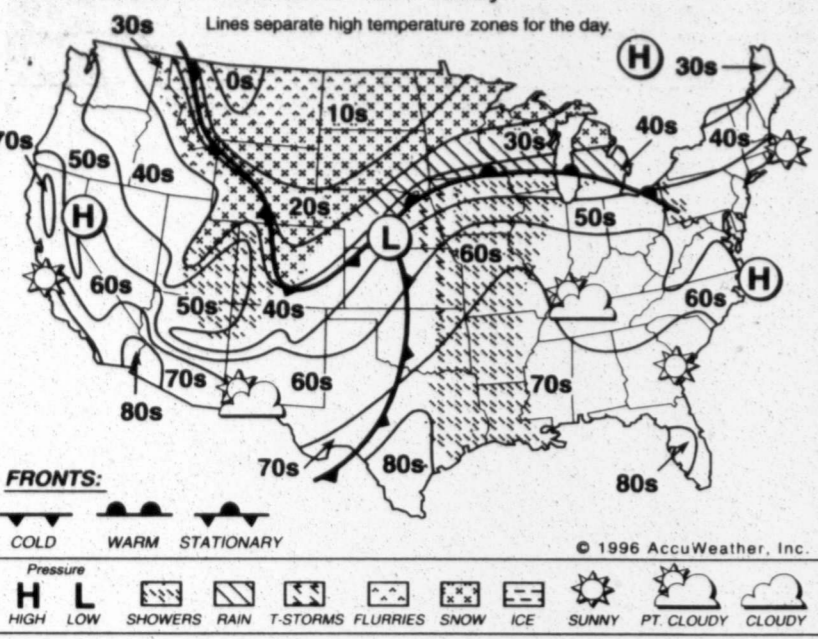 Lines separate high temperature zones for the day.
30s
H
30s
0s
10s
40s
70s
30s
40s
50s
40s
20s
H
L
50s
60s
60s
H
50s
40s
60s
70s
60s
70s
80s
70s
80s
80s
FRONTS:
COLD WARM STATIONARY
© 1996 AccuWeather, Inc.
Pressure
H L
HIGH LOW SHOWERS RAIN T-STORMS FLURRIES SNOW ICE SUNNY PT. CLOUDY CLOUDY